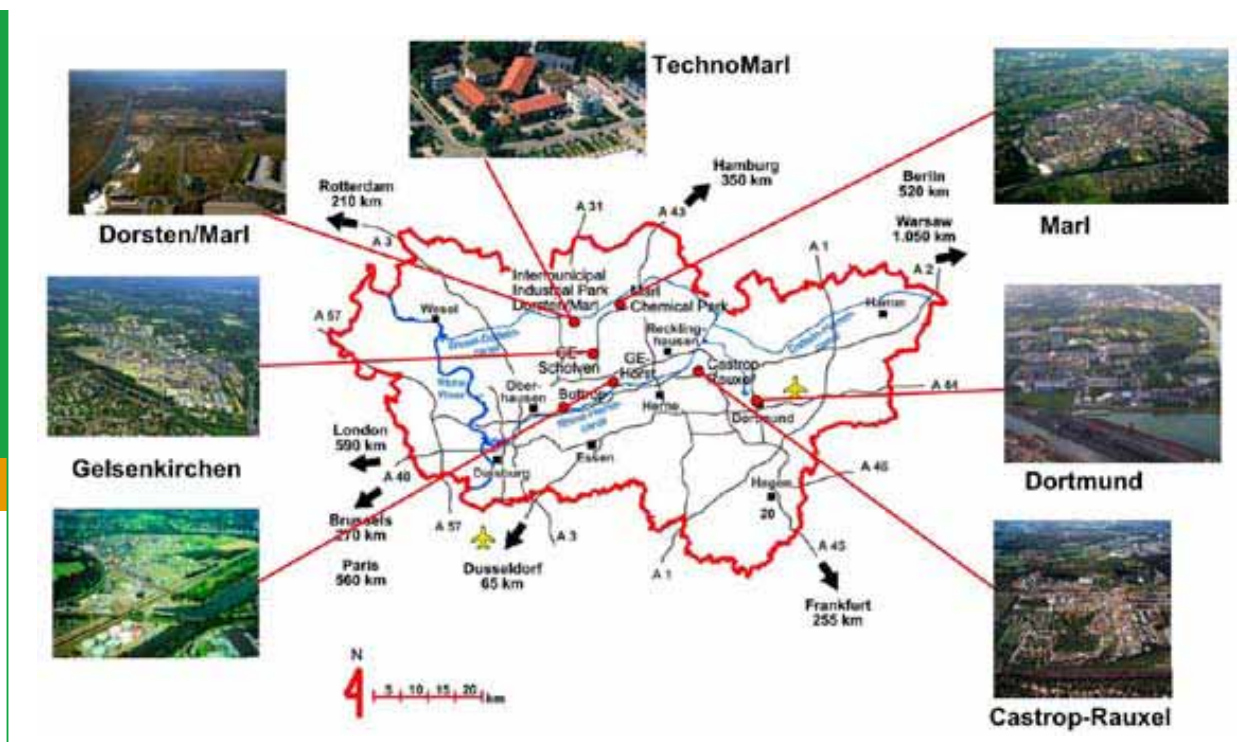 TechnoMarl
Hamburg
350 km
Berlin
520 km
Marl
Rotterdam
210 km
A 31
A 43
Dorsten/Marl
Warsaw
1.050 km
A 3
A 1
A 2
Intermunicipal
Industrial Park
Dorsten/Marl
Marl
Chemical Park
Hamm
Wesel
A 57
Reckling-
hausen
GE-
Scholven
GE-
Horst
Castrop-
Rauxel
Ober-
hausen
Bottrop
Herne
Dortmund
A 44
London
590 km
Gelsenkirchen
Essen
Duisburg
A 40
A 45
Hagen
Dortmund
20
Brussels
270 km
A 57
A 3
A 45
Paris
560 km
Dusseldorf
65 km
A 1
Frankfurt
255 km
N
5 10 15 20
km
Castrop-Rauxel